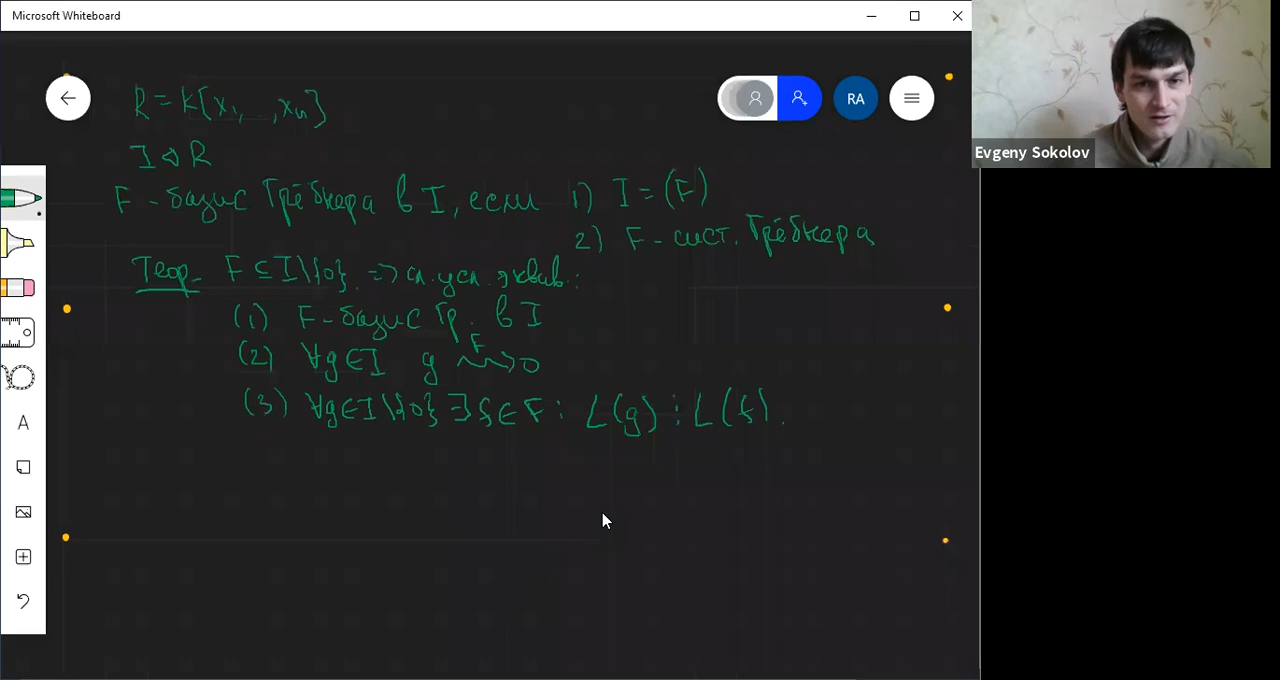 Microsoft Whiteboard
R = K[x₁, ..., xₙ]
I ⊲ R
F - базис Грёбнера в I, если 1) I = (F)
2) F - сист. Грёбнера
Теор. F ⊆ I\{0}. => сл. усл. эквив.:
(1) F - базис Гр. в I
(2) ∀g∈I g ⇝ᶠ 0
(3) ∀g∈I\{0} ∃f∈F : L(g) ⋮ L(f).
RA
Evgeny Sokolov
A